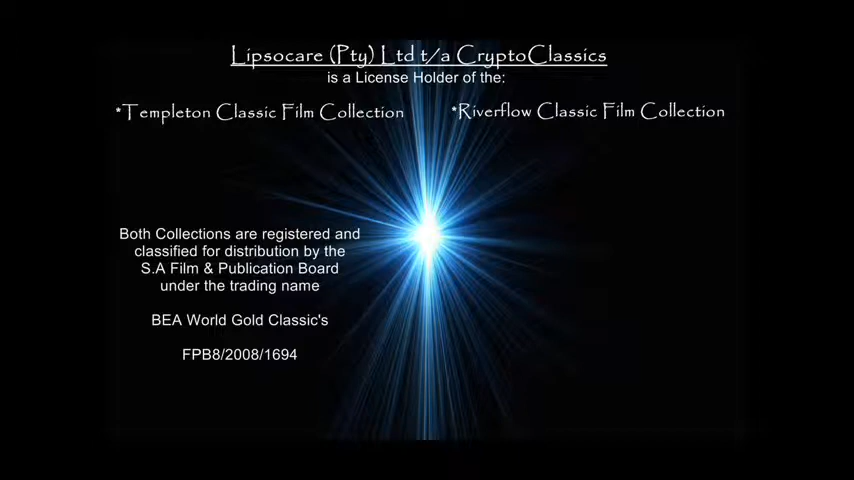 Lipsocare (Pty) Ltd t/a CryptoClassics
is a License Holder of the:
*Templeton Classic Film Collection
*Riverflow Classic Film Collection
Both Collections are registered and
classified for distribution by the
S.A Film & Publication Board
under the trading name
BEA World Gold Classic's
FPB8/2008/1694